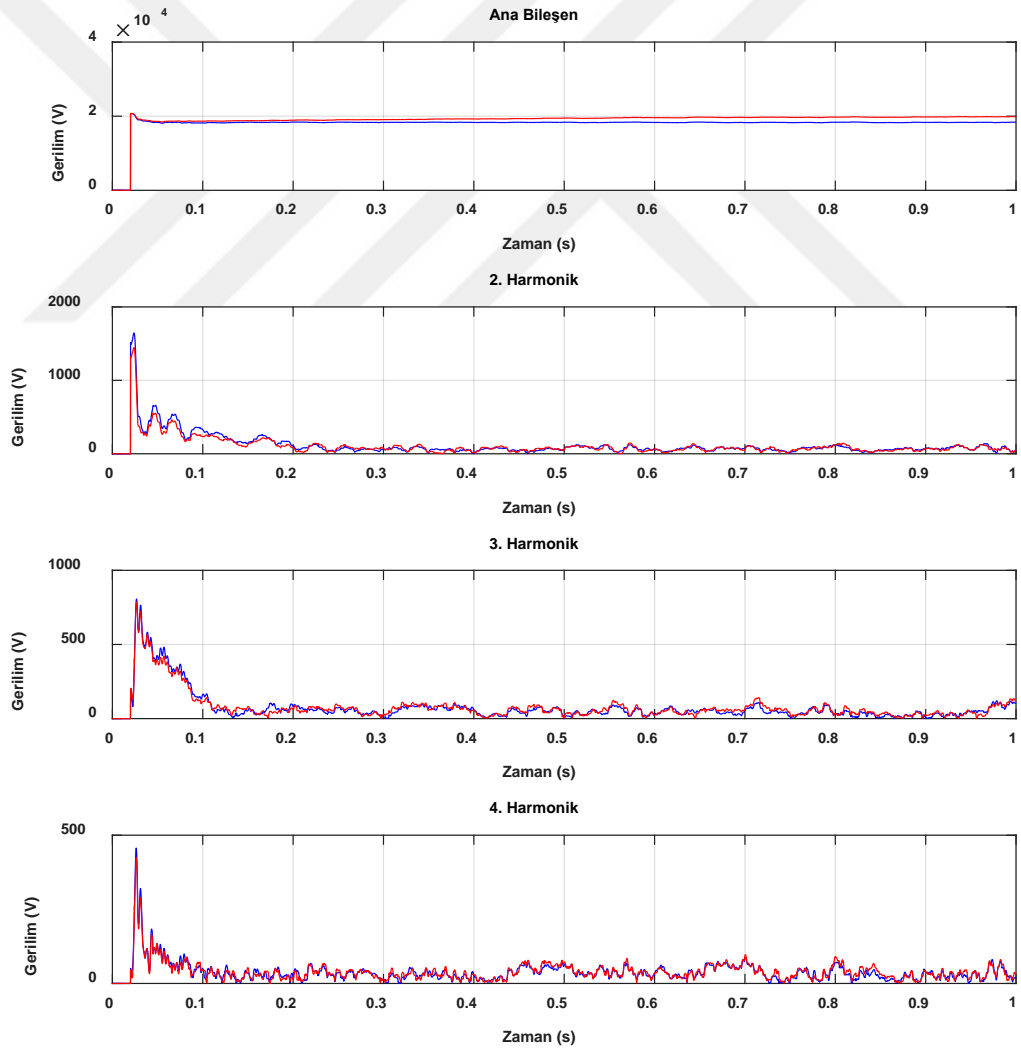 Ana Bileşen
× 10 4
4
2
0
Gerilim (V)
0 0.1 0.2 0.3 0.4 0.5 0.6 0.7 0.8 0.9 1
Zaman (s)
2. Harmonik
2000
1000
0
Gerilim (V)
0 0.1 0.2 0.3 0.4 0.5 0.6 0.7 0.8 0.9 1
Zaman (s)
3. Harmonik
1000
500
0
Gerilim (V)
0 0.1 0.2 0.3 0.4 0.5 0.6 0.7 0.8 0.9 1
Zaman (s)
4. Harmonik
500
0
Gerilim (V)
0 0.1 0.2 0.3 0.4 0.5 0.6 0.7 0.8 0.9 1
Zaman (s)